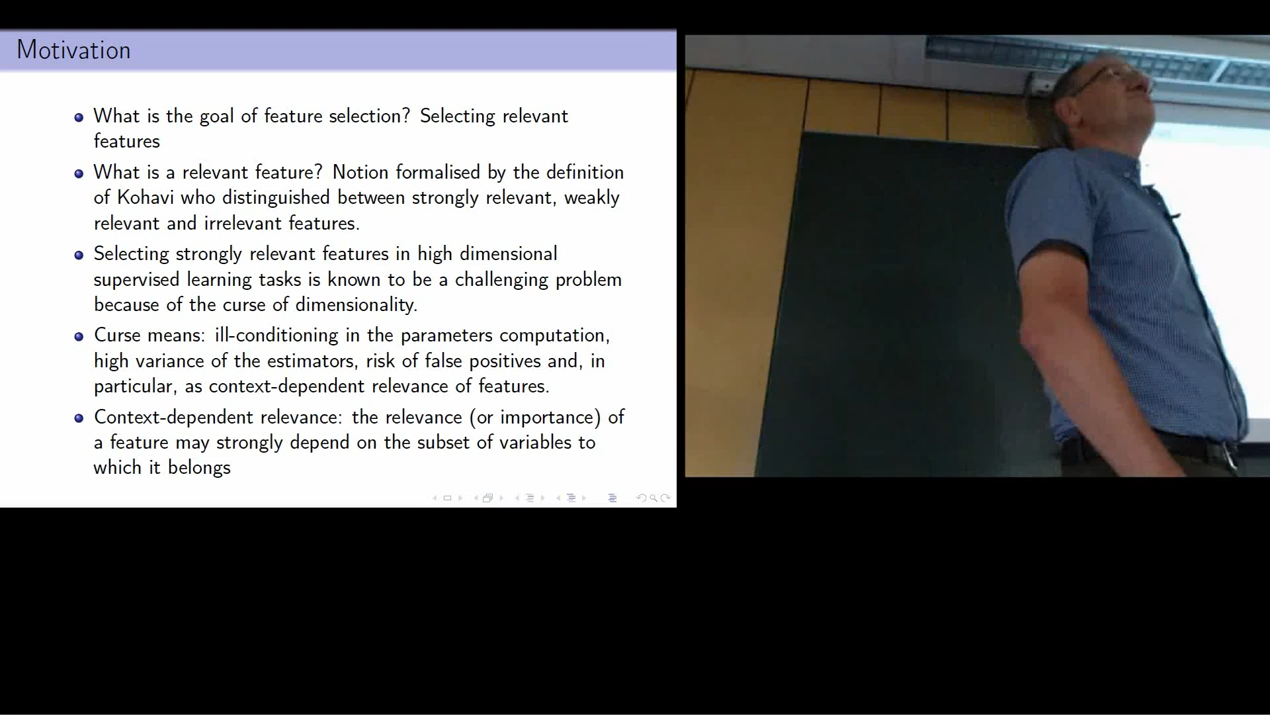 Motivation
What is the goal of feature selection? Selecting relevant
features
What is a relevant feature? Notion formalised by the definition
of Kohavi who distinguished between strongly relevant, weakly
relevant and irrelevant features.
Selecting strongly relevant features in high dimensional
supervised learning tasks is known to be a challenging problem
because of the curse of dimensionality.
Curse means: ill-conditioning in the parameters computation,
high variance of the estimators, risk of false positives and, in
particular, as context-dependent relevance of features.
Context-dependent relevance: the relevance (or importance) of
a feature may strongly depend on the subset of variables to
which it belongs